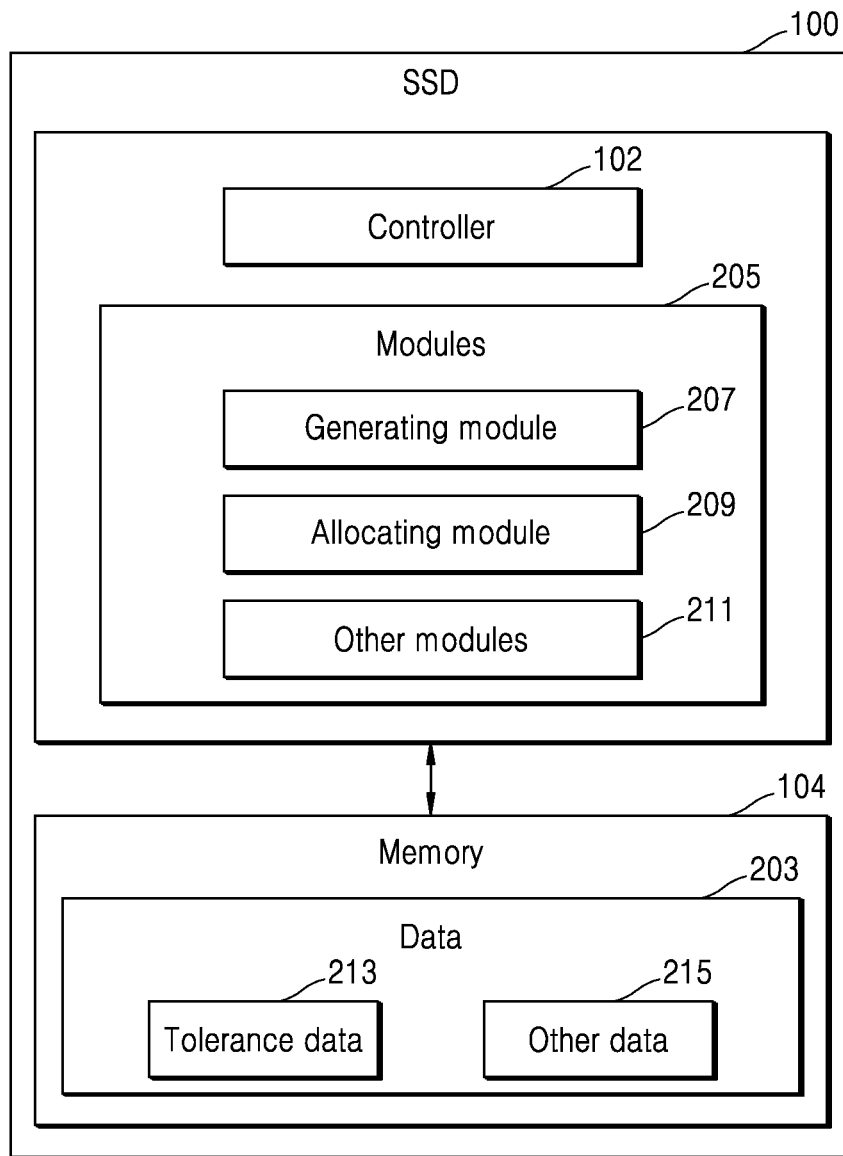 100
SSD
102
Controller
205
Modules
Generating module
207
Allocating module
209
Other modules
211
104
Memory
203
Data
213
215
Tolerance data
Other data